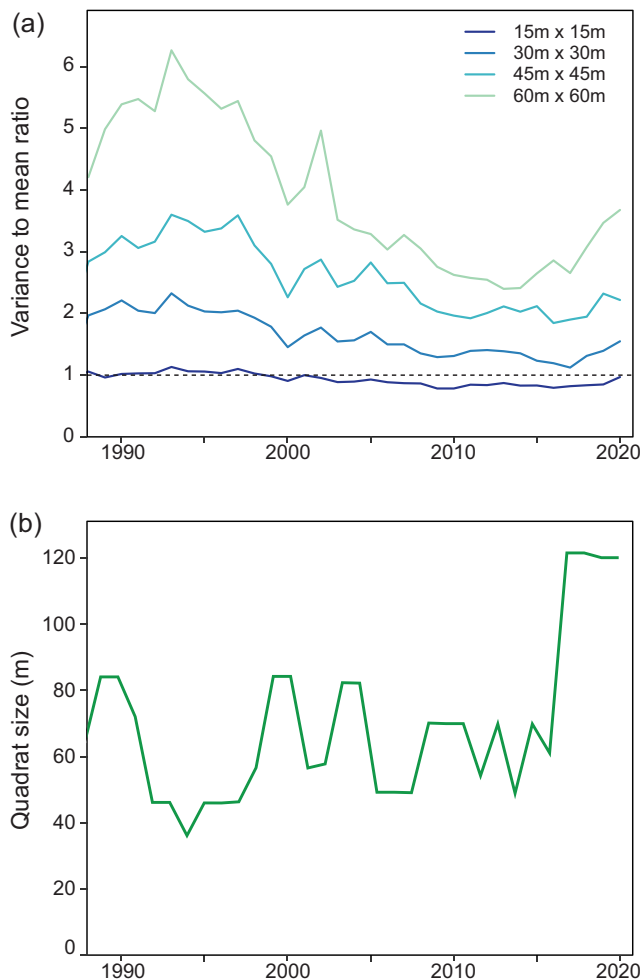 (a)
Variance to mean ratio
6
5
4
3
2
1
0
15m x 15m
30m x 30m
45m x 45m
60m x 60m
1990 2000 2010 2020
(b)
Quadrat size (m)
120
100
80
60
40
20
0
1990 2000 2010 2020